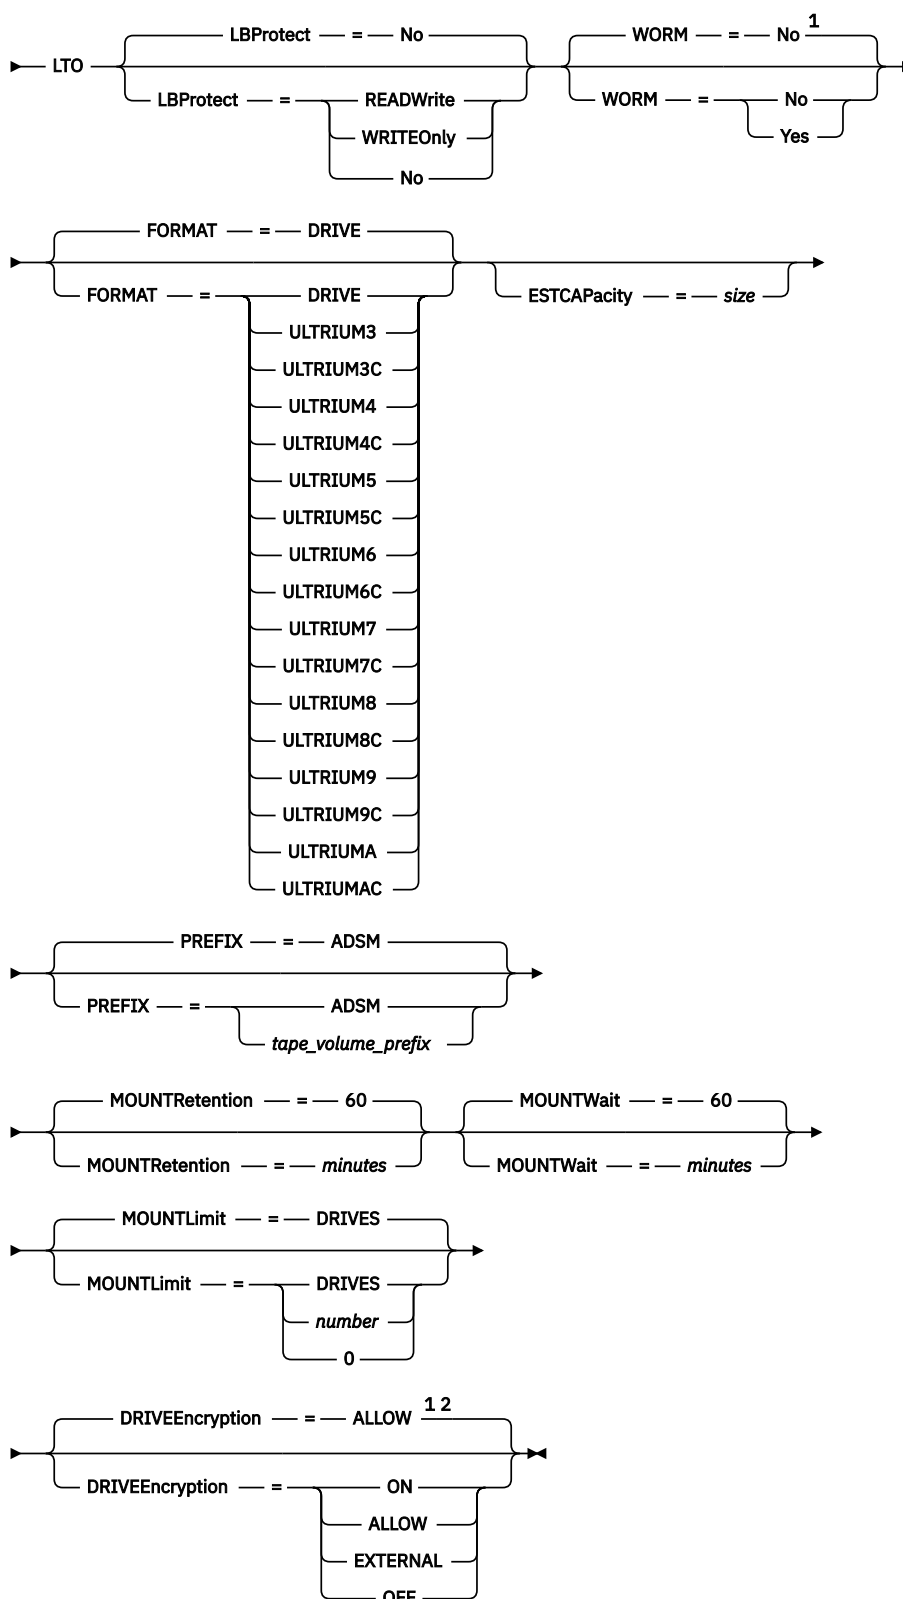 LBProtect = No WORM = No 1
LTO
LBProtect = READWrite WORM = No
WRITEOnly Yes
No
FORMAT = DRIVE
FORMAT = DRIVE ESTCAPacity = size
ULTRIUM3
ULTRIUM3C
ULTRIUM4
ULTRIUM4C
ULTRIUM5
ULTRIUM5C
ULTRIUM6
ULTRIUM6C
ULTRIUM7
ULTRIUM7C
ULTRIUM8
ULTRIUM8C
ULTRIUM9
ULTRIUM9C
ULTRIUMA
ULTRIUMAC
PREFIX = ADSM
PREFIX = ADSM
tape_volume_prefix
MOUNTRetention = 60 MOUNTWait = 60
MOUNTRetention = minutes MOUNTWait = minutes
MOUNTLimit = DRIVES
MOUNTLimit = DRIVES
number
0
DRIVEEncryption = ALLOW 1 2
DRIVEEncryption = ON
ALLOW
EXTERNAL
OFF